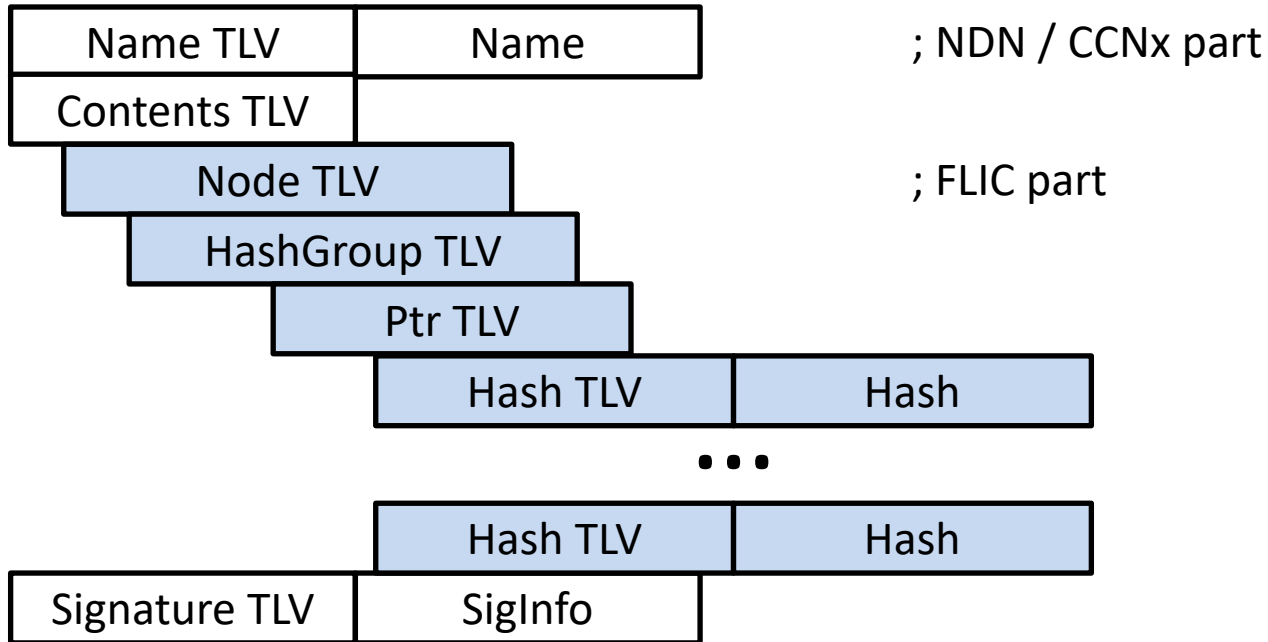 Name TLV Name ; NDN / CCNx part
Contents TLV
Node TLV ; FLIC part
HashGroup TLV
Ptr TLV
Hash TLV Hash
...
Hash TLV Hash
Signature TLV SigInfo